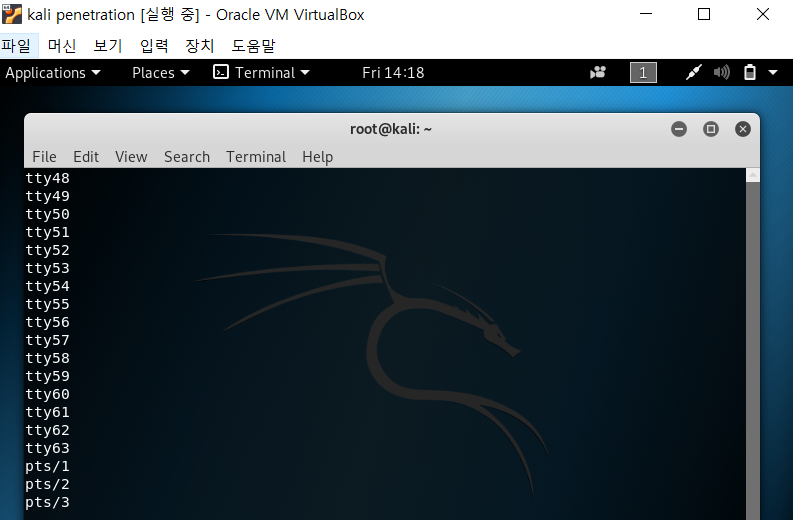 kali penetration [실행 중] - Oracle VM VirtualBox
파일 머신 보기 입력 장치 도움말
Applications Places Terminal Fri 14:18 1
root@kali: ~
File Edit View Search Terminal Help
tty48
tty49
tty50
tty51
tty52
tty53
tty54
tty55
tty56
tty57
tty58
tty59
tty60
tty61
tty62
tty63
pts/1
pts/2
pts/3